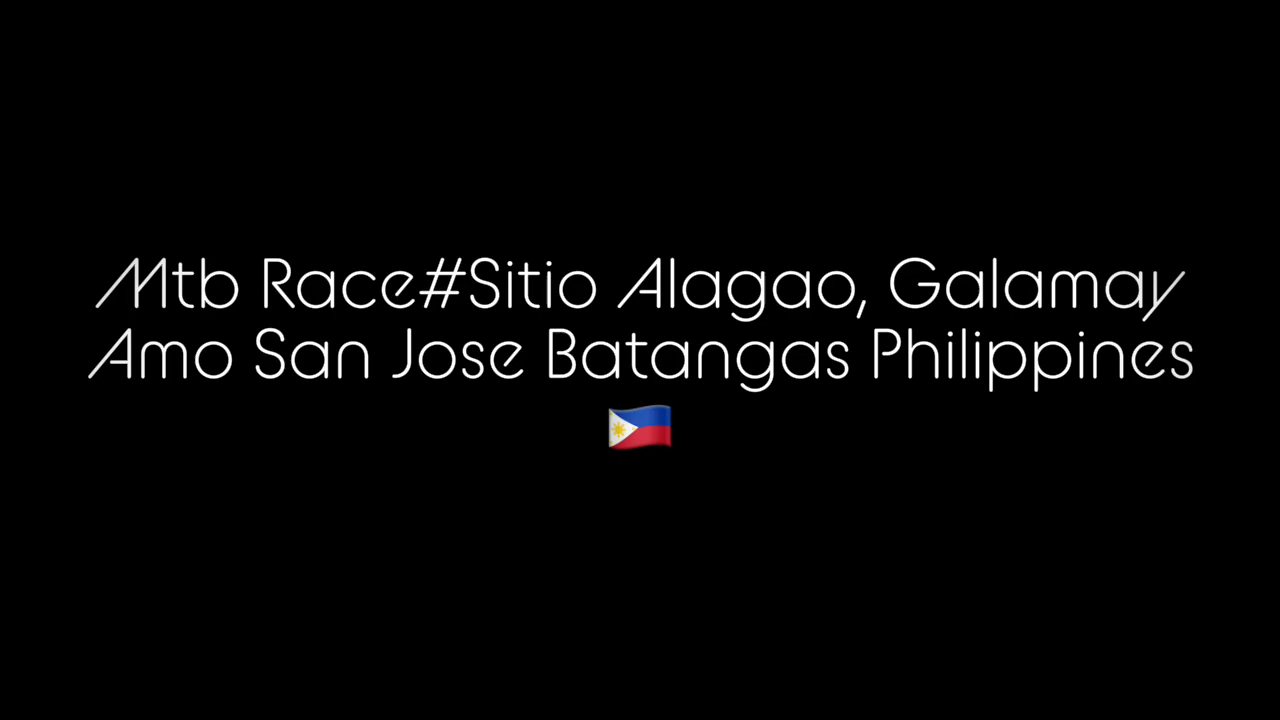 Mtb Race#Sitio Alagao, Galamay
Amo San Jose Batangas Philippines
🇵🇭